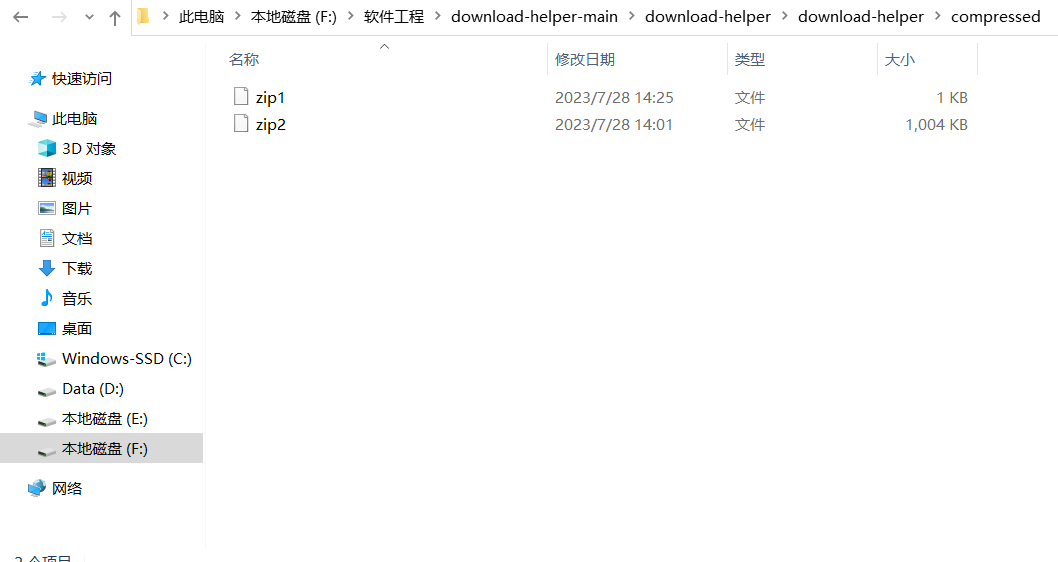 此电脑 本地磁盘 (F:) 软件工程 download-helper-main download-helper download-helper compressed
名称 修改日期 类型 大小
快速访问
zip1 2023/7/28 14:25 文件 1 KB
zip2 2023/7/28 14:01 文件 1,004 KB
此电脑
3D 对象
视频
图片
文档
下载
音乐
桌面
Windows-SSD (C:)
Data (D:)
本地磁盘 (E:)
本地磁盘 (F:)
网络
2 个项目